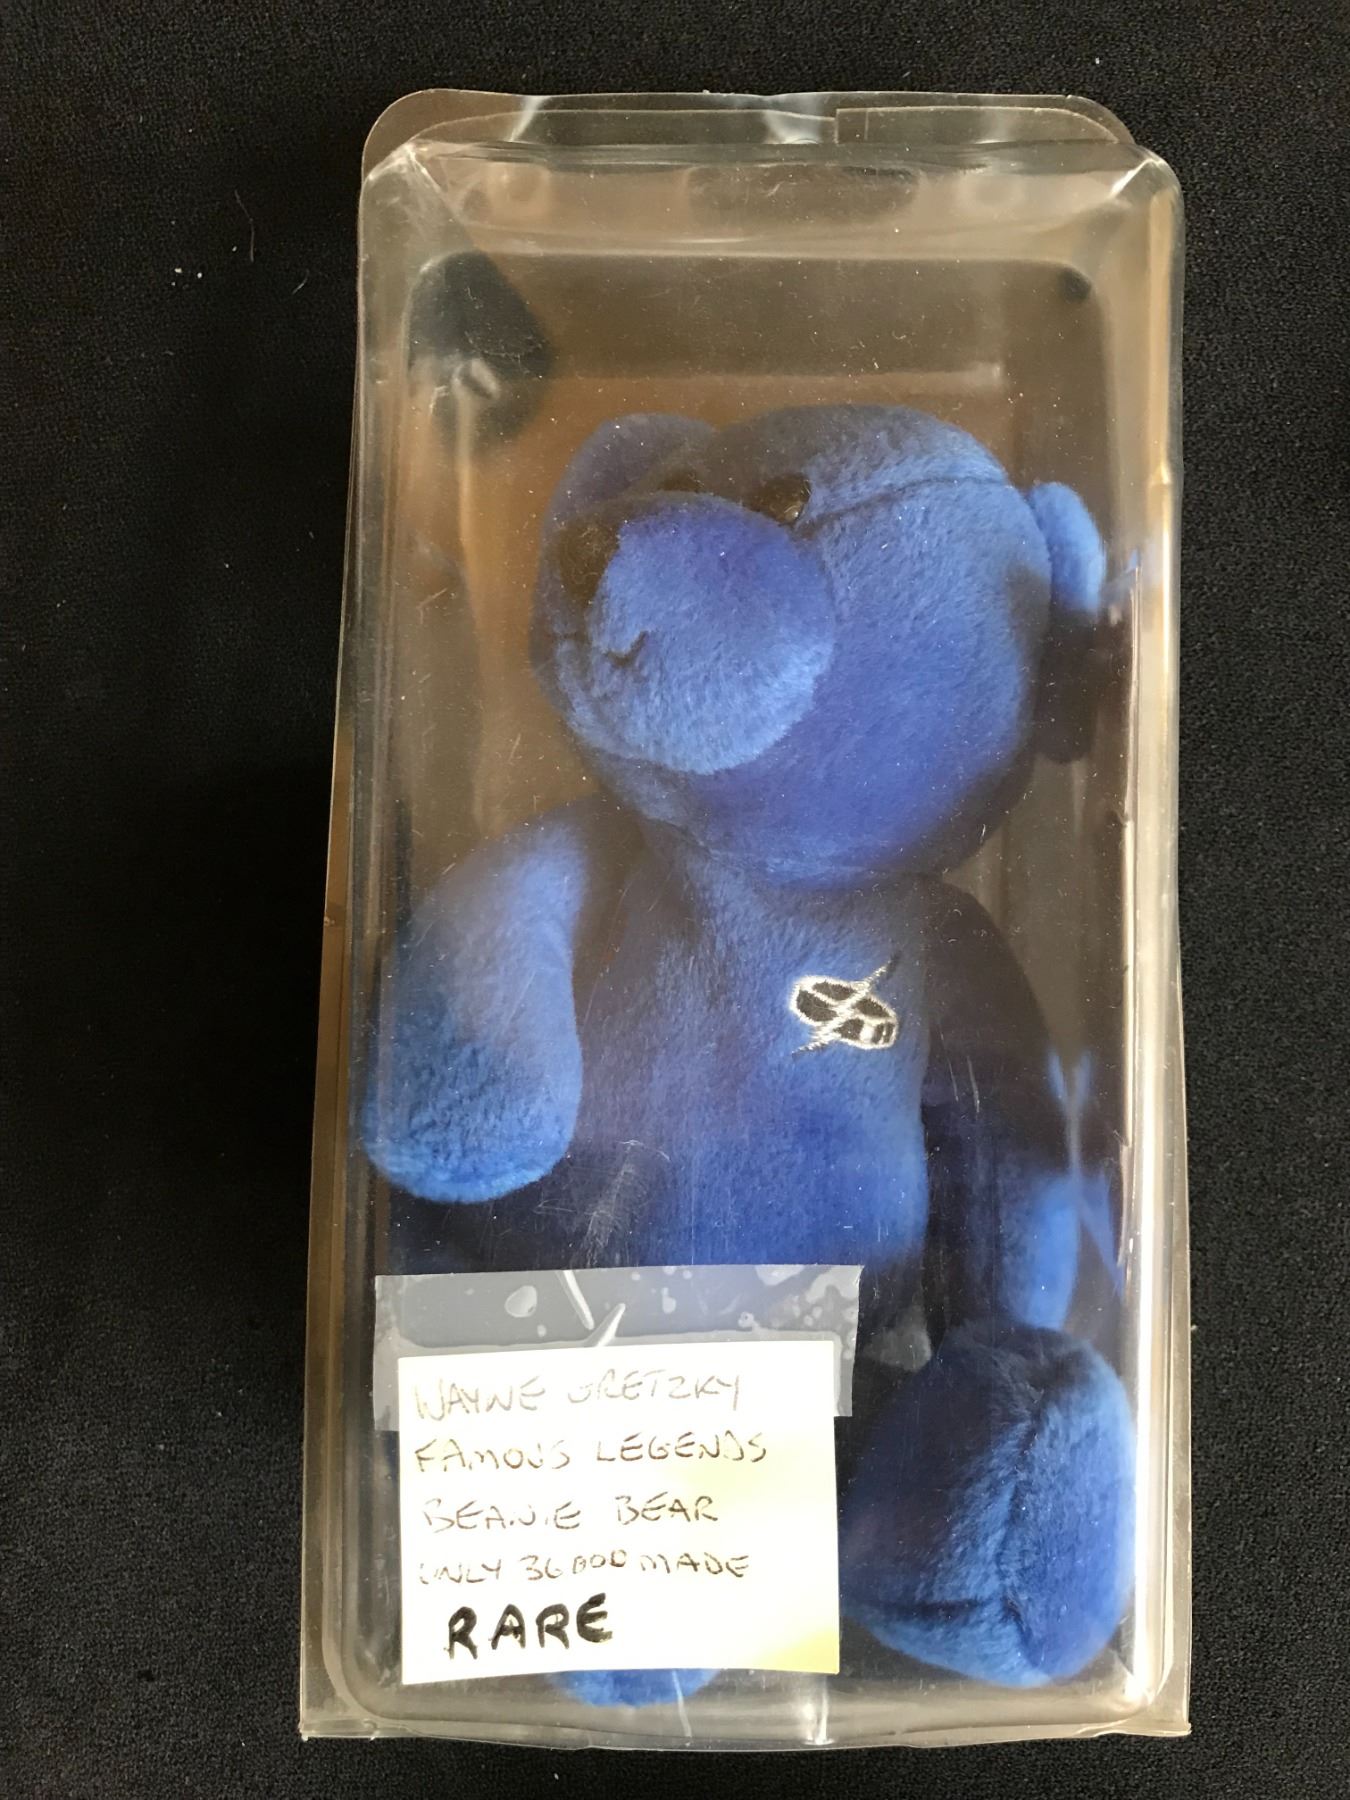 WAYNE GRETZKY
FAMOUS LEGENDS
BEANIE BEAR
ONLY 36000 MADE
RARE